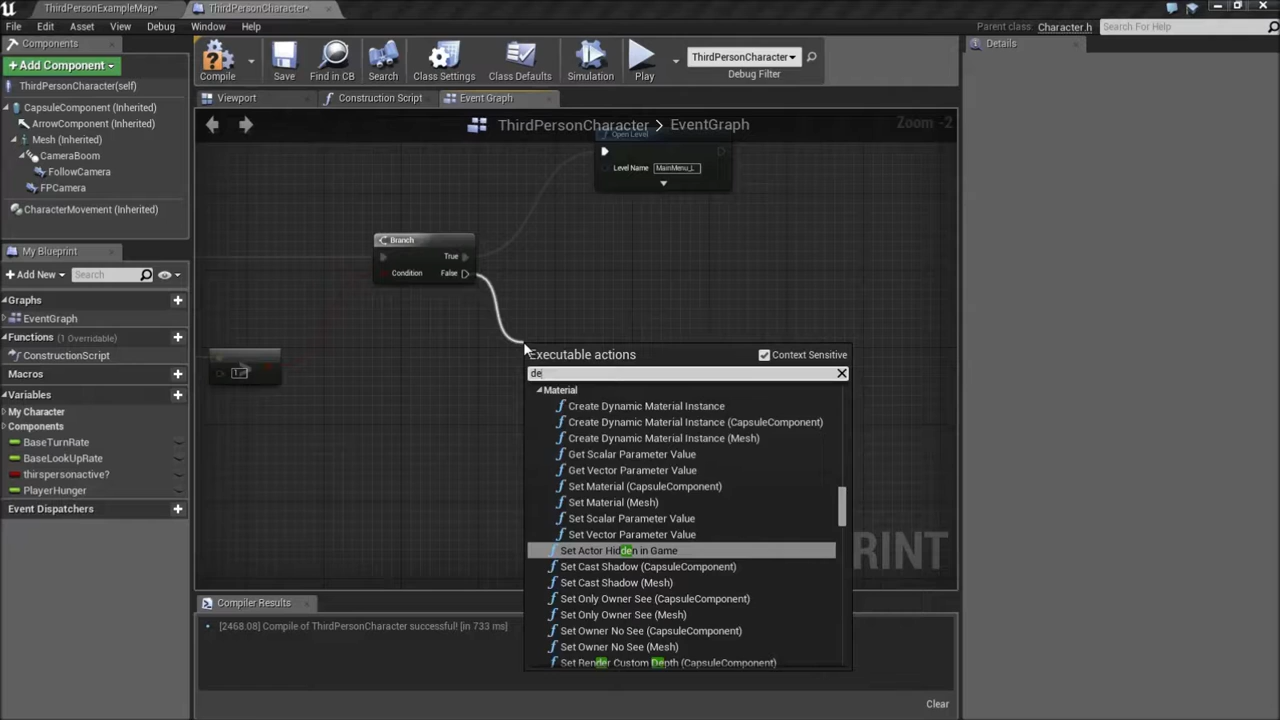 ThirdPersonExampleMap*
ThirdPersonCharacter*
File Edit Asset View Debug Window Help
Parent class: Character.h
Search For Help
Components
Add Component
ThirdPersonCharacter(self)
CapsuleComponent (Inherited)
ArrowComponent (Inherited)
Mesh (Inherited)
CameraBoom
FollowCamera
FPCamera
CharacterMovement (Inherited)
My Blueprint
Add New
Search
Graphs
EventGraph
Functions (1 Overridable)
ConstructionScript
Macros
Variables
My Character
Components
BaseTurnRate
BaseLookUpRate
thirspersonactive?
PlayerHunger
Event Dispatchers
Compile
Save
Find in CB
Search
Class Settings
Class Defaults
Simulation
Play
ThirdPersonCharacter
Debug Filter
Viewport
Construction Script
Event Graph
ThirdPersonCharacter > EventGraph
Zoom -2
Open Level
Level Name MainMenu_L
Branch
True
Condition False
Executable actions
Context Sensitive
de
Material
Create Dynamic Material Instance
Create Dynamic Material Instance (CapsuleComponent)
Create Dynamic Material Instance (Mesh)
Get Scalar Parameter Value
Get Vector Parameter Value
Set Material (CapsuleComponent)
Set Material (Mesh)
Set Scalar Parameter Value
Set Vector Parameter Value
Set Actor Hidden in Game
Set Cast Shadow (CapsuleComponent)
Set Cast Shadow (Mesh)
Set Only Owner See (CapsuleComponent)
Set Only Owner See (Mesh)
Set Owner No See (CapsuleComponent)
Set Owner No See (Mesh)
Set Render Custom Depth (CapsuleComponent)
RINT
Compiler Results
[2468.08] Compile of ThirdPersonCharacter successful! [in 733 ms]
Clear
Details